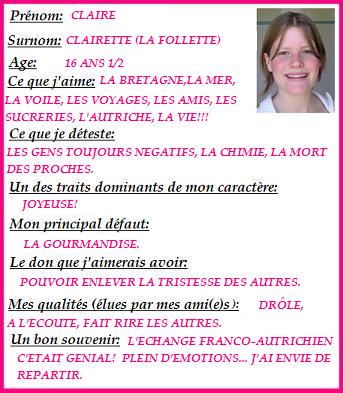 Prénom: CLAIRE
Surnom: CLAIRETTE (LA FOLLETTE)
Age: 16 ANS 1/2
Ce que j'aime: LA BRETAGNE,LA MER,
LA VOILE, LES VOYAGES, LES AMIS, LES
SUCRERIES, L'AUTRICHE, LA VIE!!!
Ce que je déteste:
LES GENS TOUJOURS NEGATIFS, LA CHIMIE, LA MORT
DES PROCHES.
Un des traits dominants de mon caractère:
JOYEUSE!
Mon principal défaut:
LA GOURMANDISE.
Le don que j'aimerais avoir:
POUVOIR ENLEVER LA TRISTESSE DES AUTRES.
Mes qualités (élues par mes ami(e)s): DRÔLE,
A L'ECOUTE, FAIT RIRE LES AUTRES.
Un bon souvenir: L'ECHANGE FRANCO-AUTRICHIEN
C'ETAIT GENIAL! PLEIN D'EMOTIONS... J'AI ENVIE DE
REPARTIR.